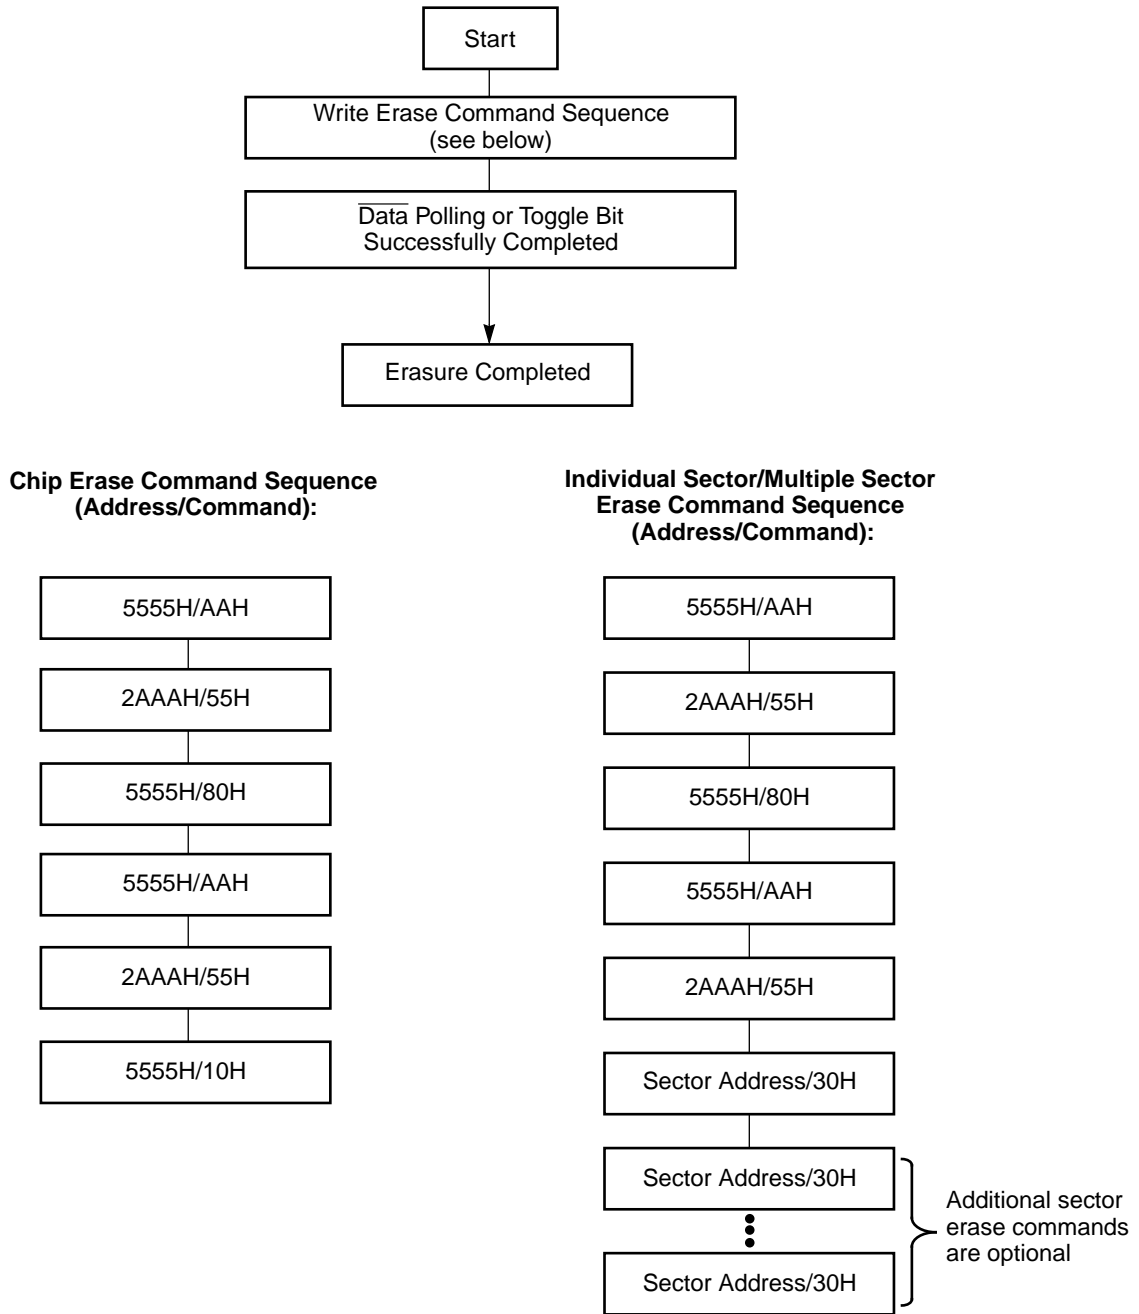 Start
Write Erase Command Sequence
(see below)
Data Polling or Toggle Bit
Successfully Completed
Erasure Completed
Chip Erase Command Sequence
(Address/Command):
5555H/AAH
2AAAH/55H
5555H/80H
5555H/AAH
2AAAH/55H
5555H/10H
Individual Sector/Multiple Sector
Erase Command Sequence
(Address/Command):
5555H/AAH
2AAAH/55H
5555H/80H
5555H/AAH
2AAAH/55H
Sector Address/30H
Sector Address/30H
Sector Address/30H
Additional sector
erase commands
are optional